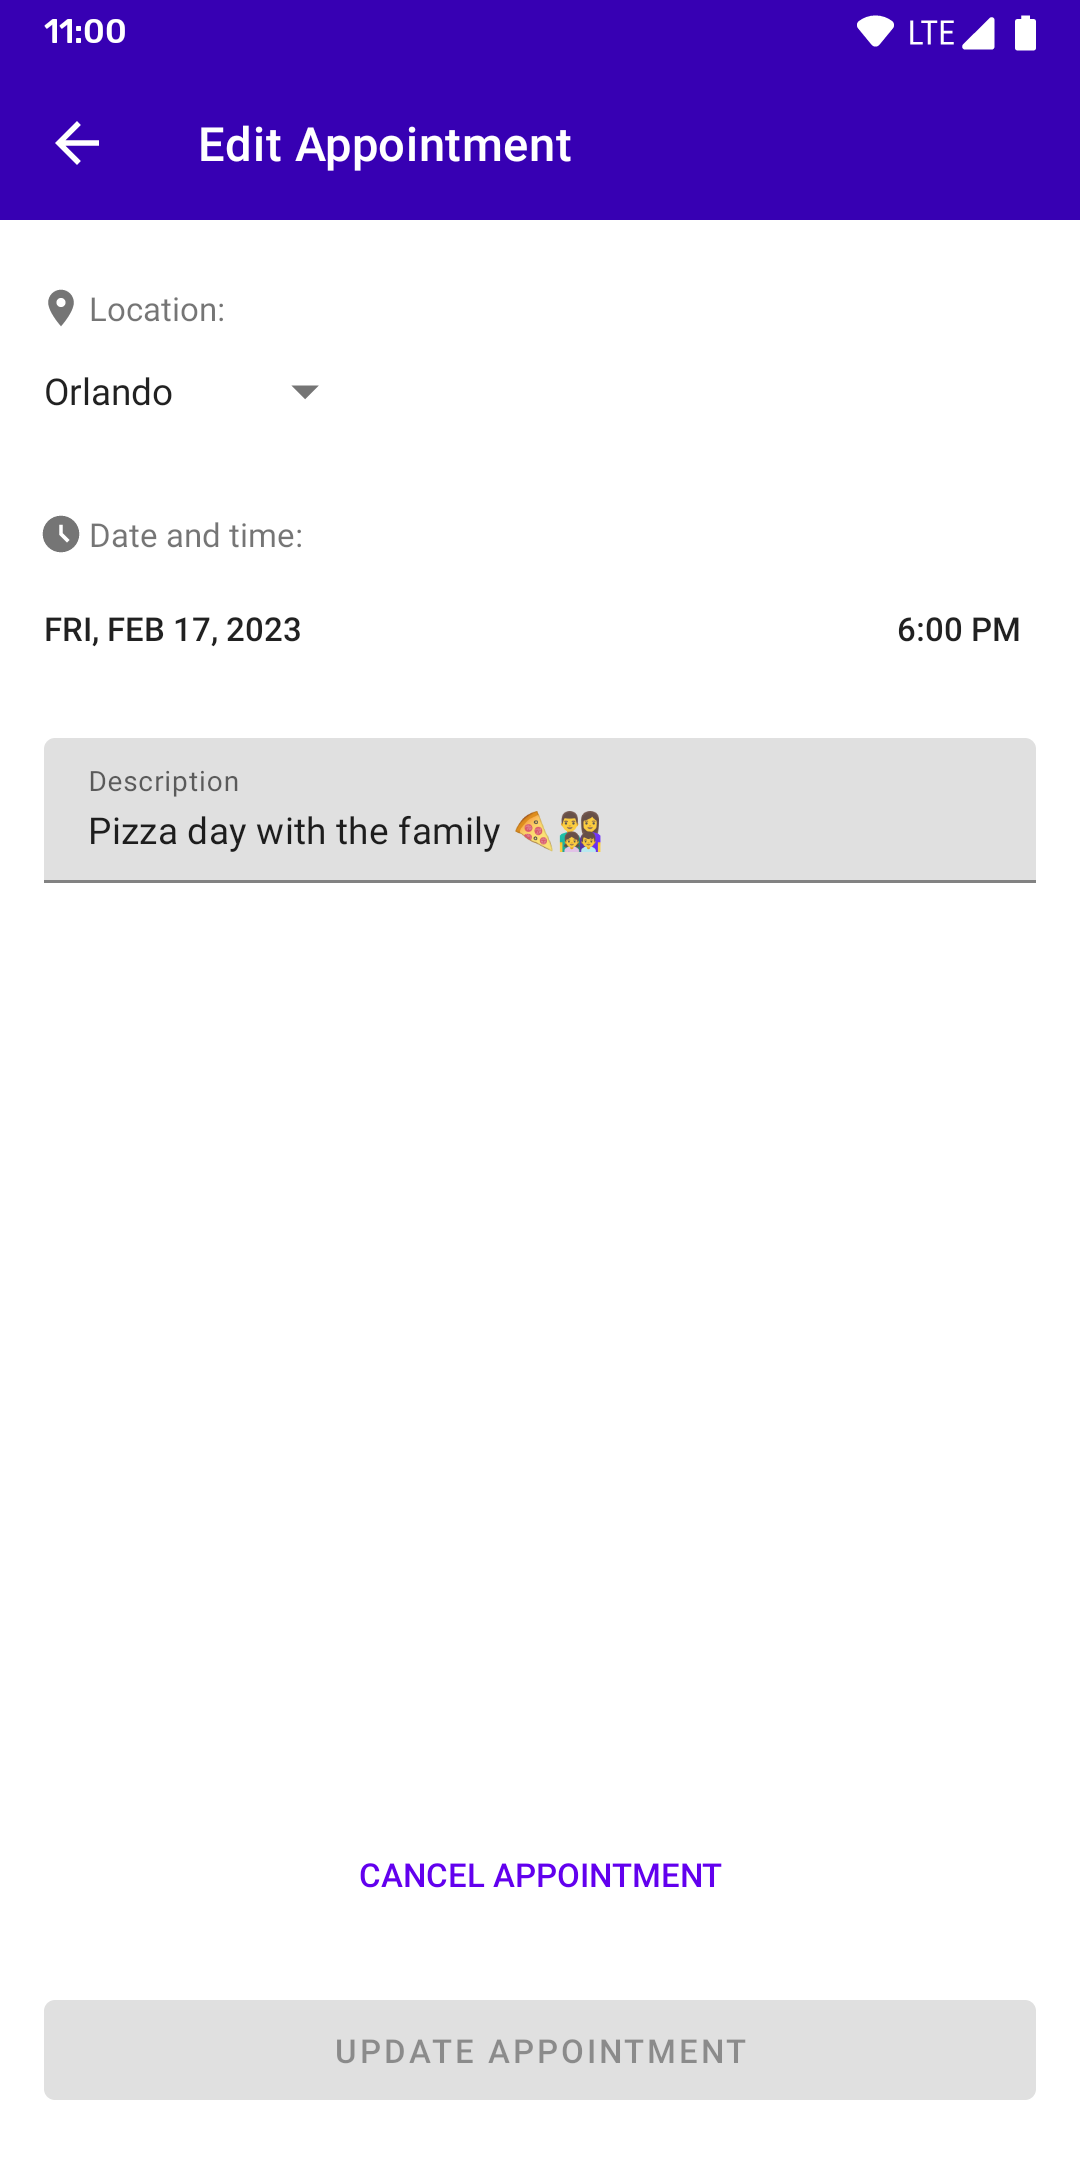 11:00 LTE
Edit Appointment
Location:
Orlando
Date and time:
FRI, FEB 17, 2023 6:00 PM
Description
Pizza day with the family 🍕👨‍👩‍👧‍👦
CANCEL APPOINTMENT
UPDATE APPOINTMENT